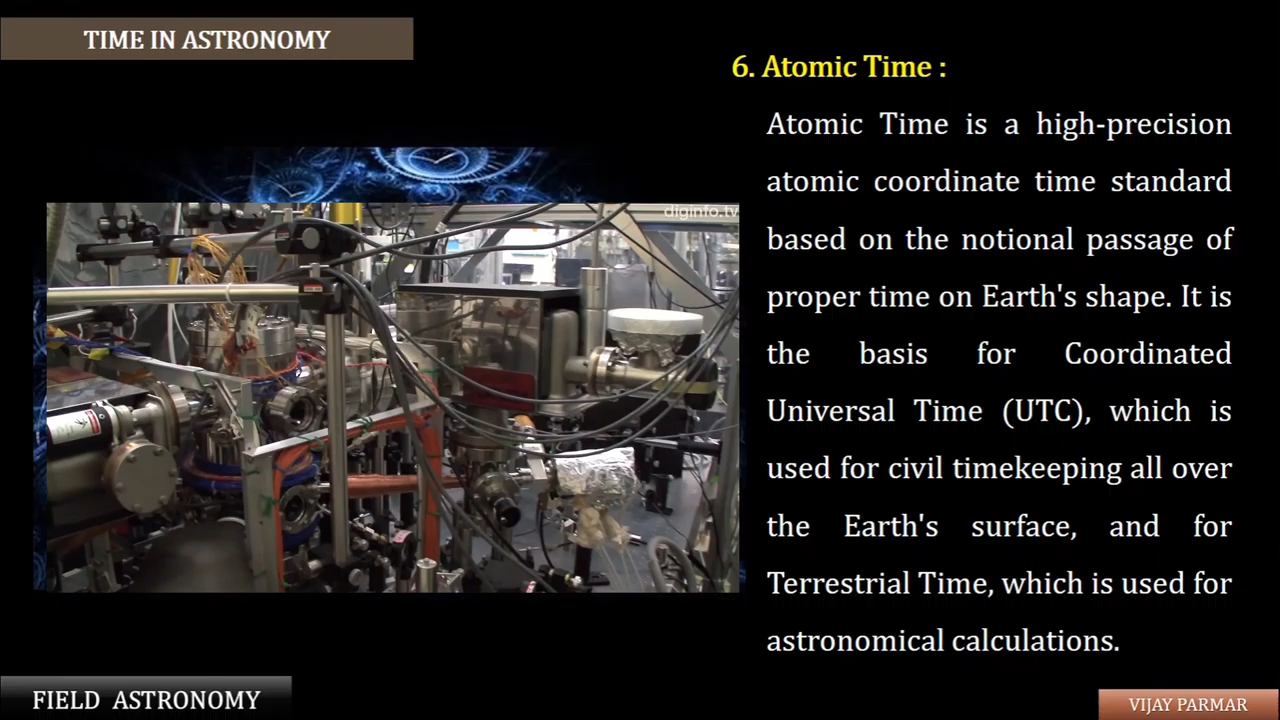 TIME IN ASTRONOMY
6. Atomic Time :
Atomic Time is a high-precision
atomic coordinate time standard
based on the notional passage of
proper time on Earth's shape. It is
the basis for Coordinated
Universal Time (UTC), which is
used for civil timekeeping all over
the Earth's surface, and for
Terrestrial Time, which is used for
astronomical calculations.
diginfo.tv
FIELD ASTRONOMY
VIJAY PARMAR